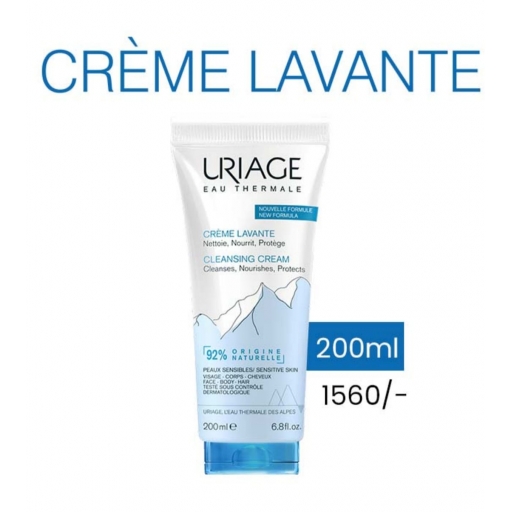 CRÈME LAVANTE
URIAGE
EAU THERMALE
NOUVELLE FORMULE
NEW FORMULA
CRÈME LAVANTE
Nettoie, Nourrit, Protège
CLEANSING CREAM
Cleanses, Nourishes, Protects
92% ORIGINE
NATURELLE
PEAUX SENSIBLES/ SENSITIVE SKIN
VISAGE - CORPS - CHEVEUX
FACE - BODY - HAIR
TESTÉ SOUS CONTRÔLE
DERMATOLOGIQUE
URIAGE, L'EAU THERMALE DES ALPES
200 ml e 6.8fl.oz.
200ml
1560/-